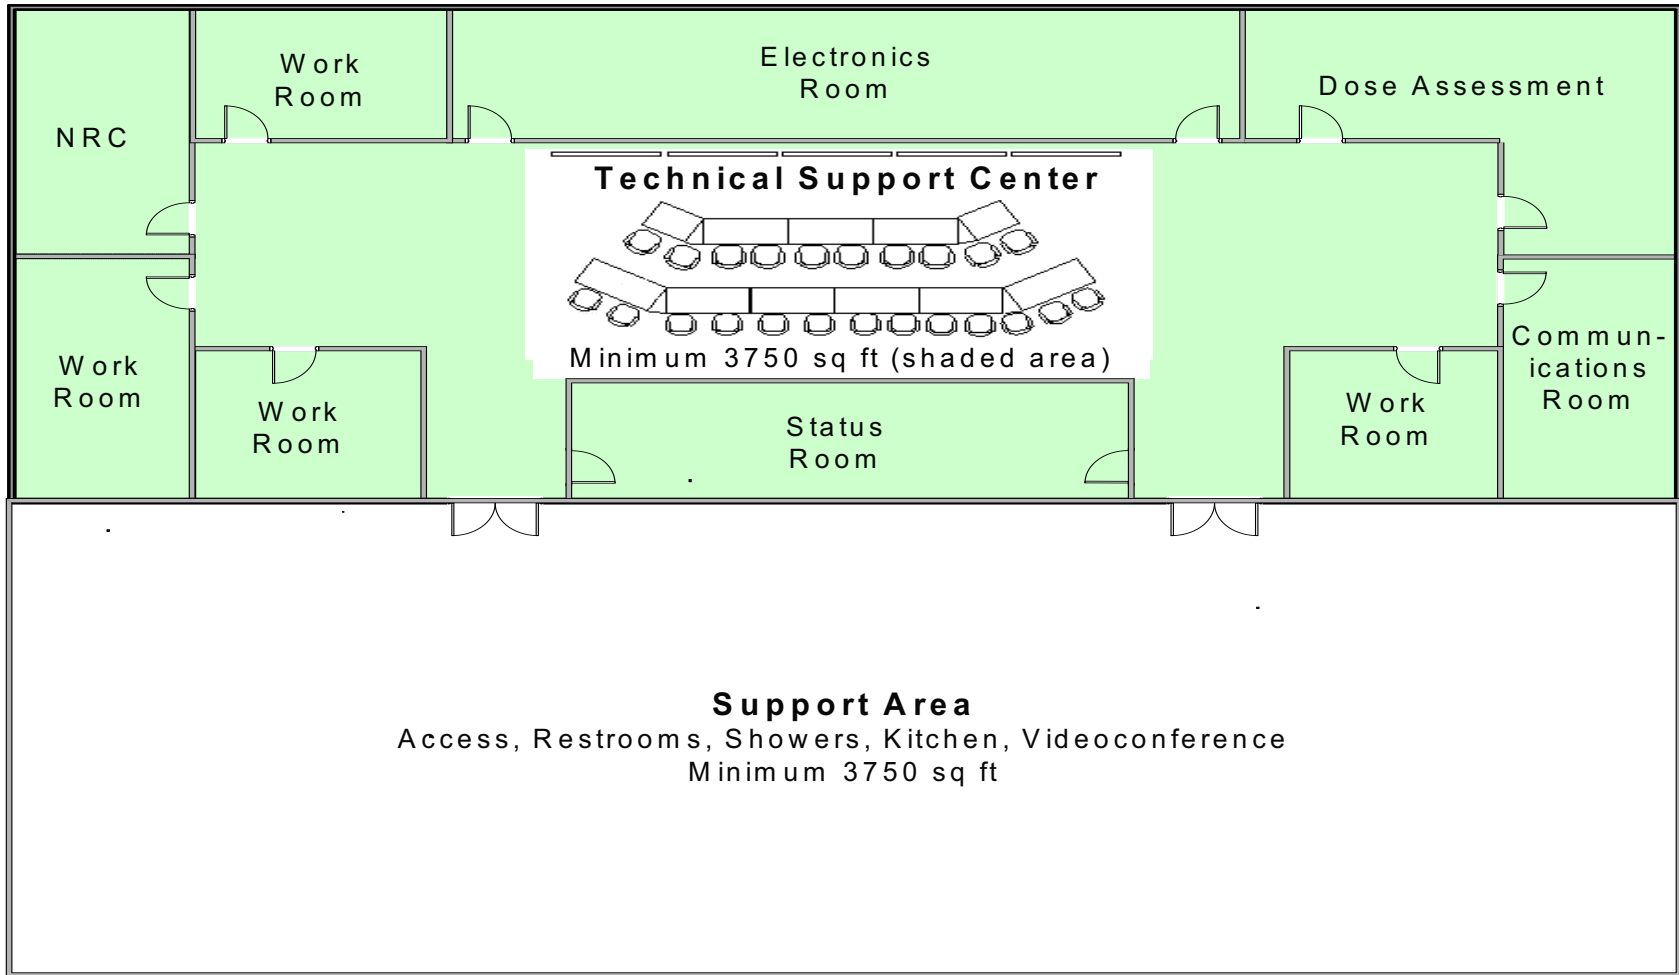 Work
Room
Electronics
Room
Dose Assessment
NRC
Technical Support Center
Minimum 3750 sq ft (shaded area)
Work
Room
Work
Room
Status
Room
Work
Room
Commun-
ications
Room
Support Area
Access, Restrooms, Showers, Kitchen, Videoconference
Minimum 3750 sq ft